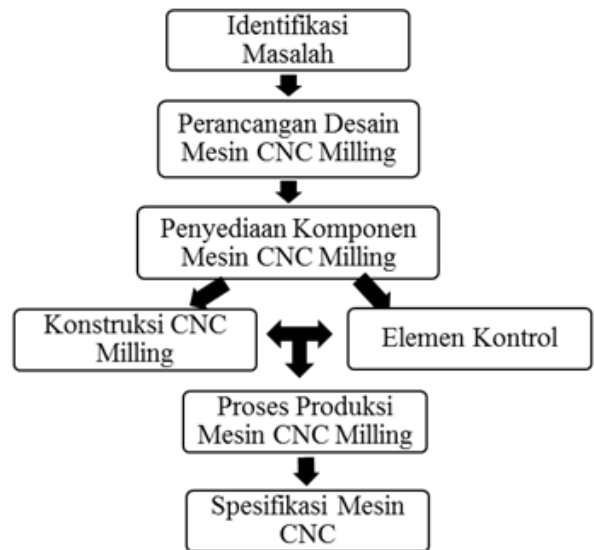 Identifikasi
Masalah
Perancangan Desain
Mesin CNC Milling
Penyediaan Komponen
Mesin CNC Milling
Konstruksi CNC
Milling
Elemen Kontrol
Proses Produksi
Mesin CNC Milling
Spesifikasi Mesin
CNC